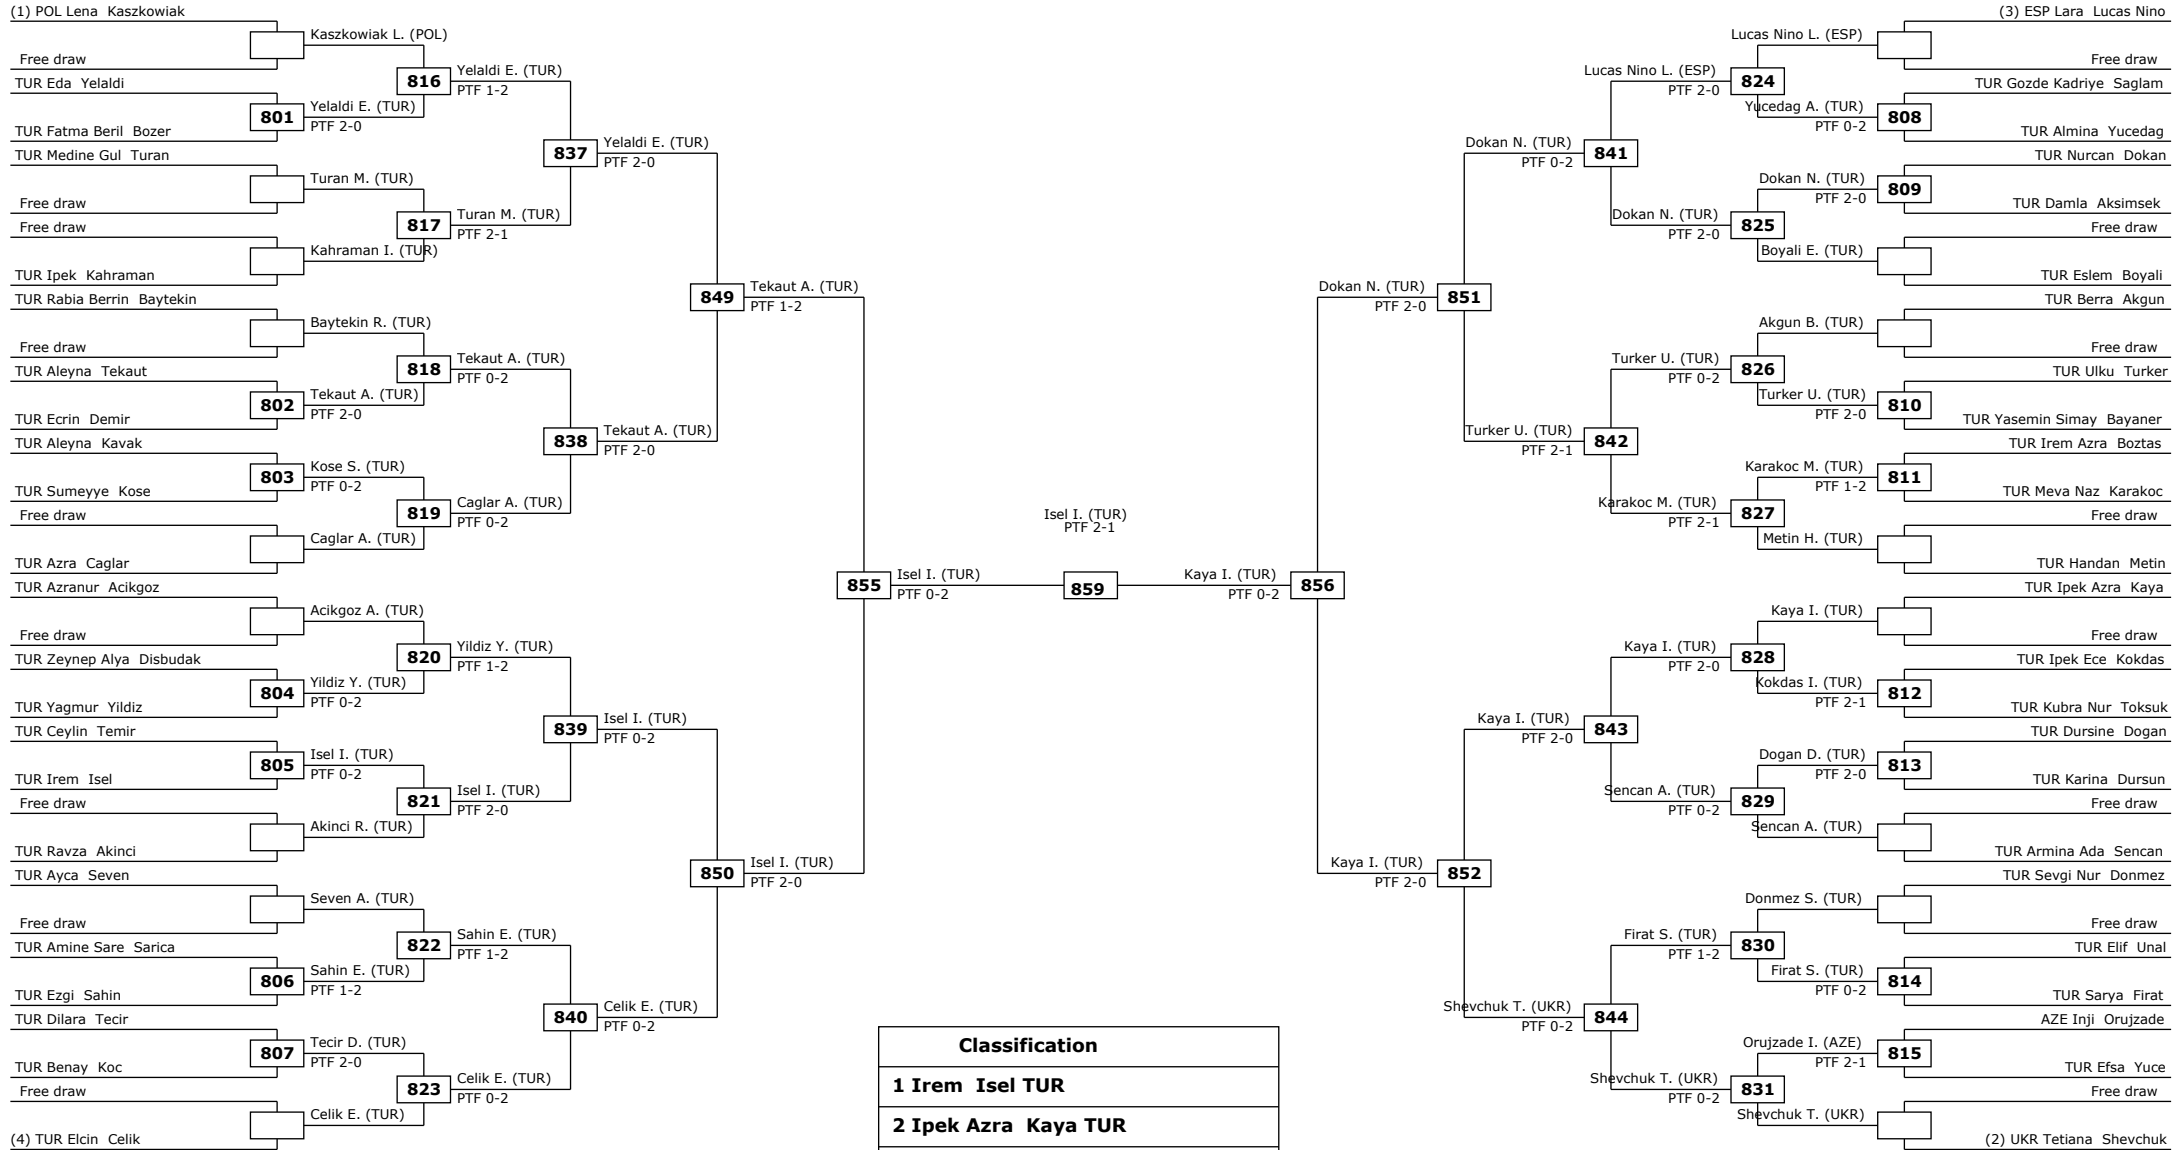 (1) POL Lena Kaszkowiak
Free draw
TUR Eda Yelaldi
TUR Fatma Beril Bozer
TUR Medine Gul Turan
Free draw
Free draw
TUR Ipek Kahraman
TUR Rabia Berrin Baytekin
Free draw
TUR Aleyna Tekaut
TUR Ecrin Demir
TUR Aleyna Kavak
TUR Sumeyye Kose
Free draw
TUR Azra Caglar
TUR Azranur Acikgoz
Free draw
TUR Zeynep Alya Disbudak
TUR Yagmur Yildiz
TUR Ceylin Temir
TUR Irem Isel
Free draw
TUR Ravza Akinci
TUR Ayca Seven
Free draw
TUR Amine Sare Sarica
TUR Ezgi Sahin
TUR Dilara Tecir
TUR Benay Koc
Free draw
(4) TUR Elcin Celik
Kaszkowiak L. (POL)
801
Yelaldi E. (TUR)
PTF 2-0
Turan M. (TUR)
Kahraman I. (TUR)
Baytekin R. (TUR)
802
Tekaut A. (TUR)
PTF 2-0
803
Kose S. (TUR)
PTF 0-2
Caglar A. (TUR)
Acikgoz A. (TUR)
804
Yildiz Y. (TUR)
PTF 0-2
805
Isel I. (TUR)
PTF 0-2
Akinci R. (TUR)
Seven A. (TUR)
806
Sahin E. (TUR)
PTF 1-2
807
Tecir D. (TUR)
PTF 2-0
Celik E. (TUR)
816
Yelaldi E. (TUR)
PTF 1-2
817
Turan M. (TUR)
PTF 2-1
818
Tekaut A. (TUR)
PTF 0-2
819
Caglar A. (TUR)
PTF 0-2
820
Yildiz Y. (TUR)
PTF 1-2
821
Isel I. (TUR)
PTF 2-0
822
Sahin E. (TUR)
PTF 1-2
823
Celik E. (TUR)
PTF 0-2
837
Yelaldi E. (TUR)
PTF 2-0
838
Tekaut A. (TUR)
PTF 2-0
839
Isel I. (TUR)
PTF 0-2
840
Celik E. (TUR)
PTF 0-2
849
Tekaut A. (TUR)
PTF 1-2
850
Isel I. (TUR)
PTF 2-0
855
Isel I. (TUR)
PTF 0-2
Isel I. (TUR)
PTF 2-1
859
Kaya I. (TUR)
PTF 0-2
856
Dokan N. (TUR)
PTF 2-0
851
Kaya I. (TUR)
PTF 2-0
852
Dokan N. (TUR)
PTF 0-2
841
Turker U. (TUR)
PTF 2-1
842
Kaya I. (TUR)
PTF 2-0
843
Shevchuk T. (UKR)
PTF 0-2
844
Lucas Nino L. (ESP)
PTF 2-0
824
Dokan N. (TUR)
PTF 2-0
825
Turker U. (TUR)
PTF 0-2
826
Karakoc M. (TUR)
PTF 2-1
827
Kaya I. (TUR)
PTF 2-0
828
Sencan A. (TUR)
PTF 0-2
829
Firat S. (TUR)
PTF 1-2
830
Shevchuk T. (UKR)
PTF 0-2
831
Lucas Nino L. (ESP)
Yucedag A. (TUR)
PTF 0-2
808
Dokan N. (TUR)
PTF 2-0
809
Boyali E. (TUR)
Akgun B. (TUR)
Turker U. (TUR)
PTF 2-0
810
Karakoc M. (TUR)
PTF 1-2
811
Metin H. (TUR)
Kaya I. (TUR)
Kokdas I. (TUR)
PTF 2-1
812
Dogan D. (TUR)
PTF 2-0
813
Sencan A. (TUR)
Donmez S. (TUR)
Firat S. (TUR)
PTF 0-2
814
Orujzade I. (AZE)
PTF 2-1
815
Shevchuk T. (UKR)
(3) ESP Lara Lucas Nino
Free draw
TUR Gozde Kadriye Saglam
TUR Almina Yucedag
TUR Nurcan Dokan
TUR Damla Aksimsek
Free draw
TUR Eslem Boyali
TUR Berra Akgun
Free draw
TUR Ulku Turker
TUR Yasemin Simay Bayaner
TUR Irem Azra Boztas
TUR Meva Naz Karakoc
Free draw
TUR Handan Metin
TUR Ipek Azra Kaya
Free draw
TUR Ipek Ece Kokdas
TUR Kubra Nur Toksuk
TUR Dursine Dogan
TUR Karina Dursun
Free draw
TUR Armina Ada Sencan
TUR Sevgi Nur Donmez
Free draw
TUR Elif Unal
TUR Sarya Firat
AZE Inji Orujzade
TUR Efsa Yuce
Free draw
(2) UKR Tetiana Shevchuk
Classification
1 Irem Isel TUR
2 Ipek Azra Kaya TUR